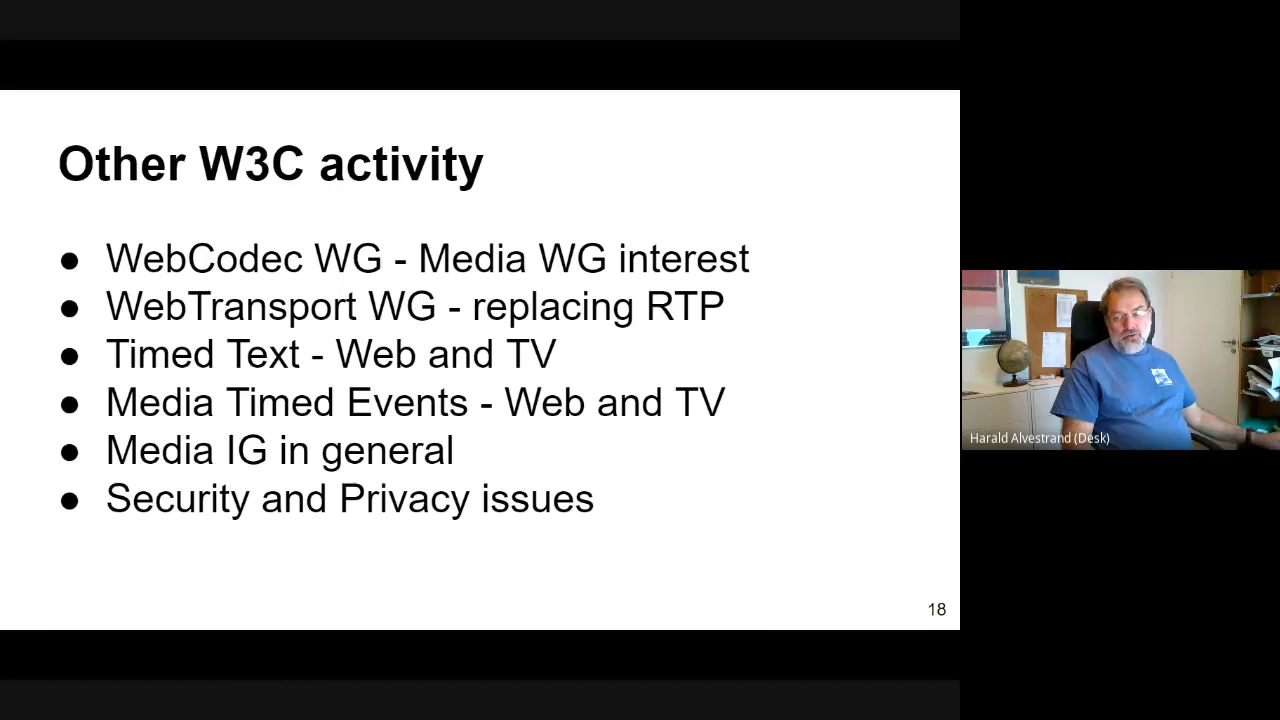 Other W3C activity
● WebCodec WG - Media WG interest
● WebTransport WG - replacing RTP
● Timed Text - Web and TV
● Media Timed Events - Web and TV
● Media IG in general
● Security and Privacy issues
18
Harald Alvestrand (Desk)